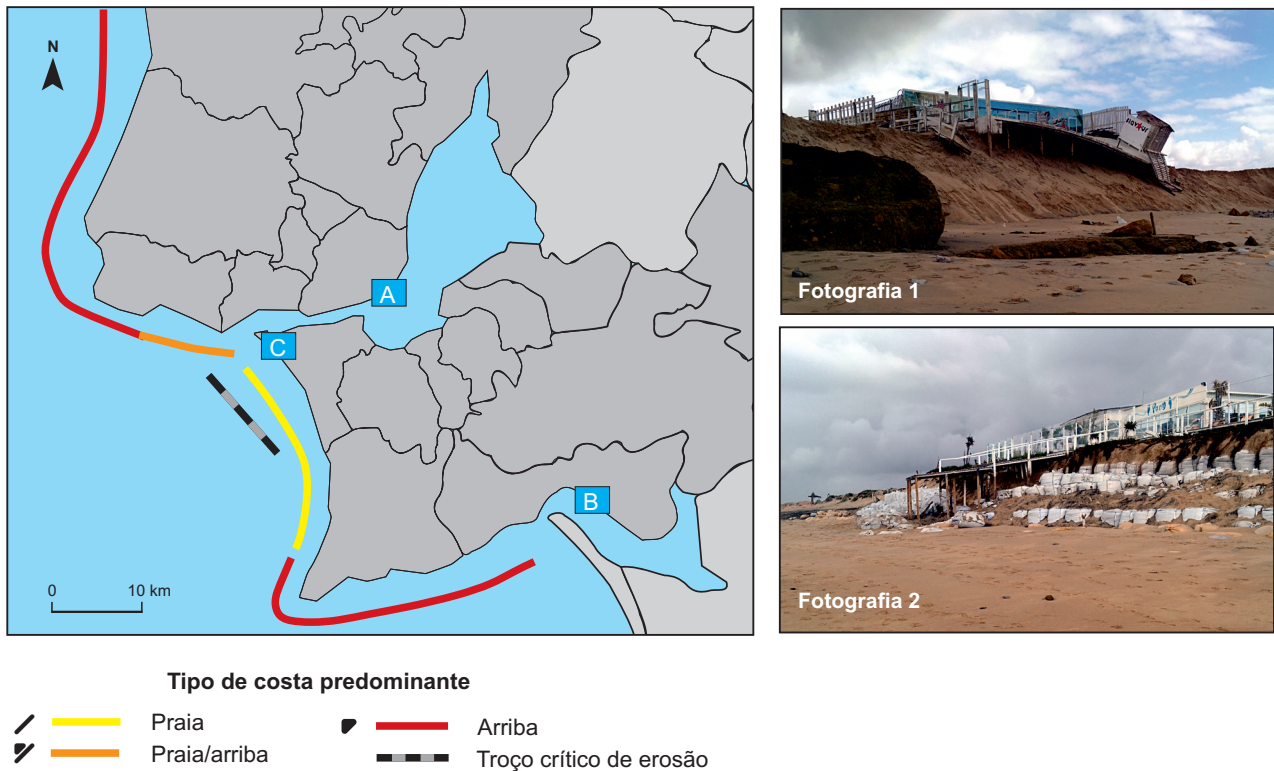 N
A
C
B
0 10 km
Fotografia 1
Fotografia 2
Tipo de costa predominante
Praia
Arriba
Praia/arriba
Troço crítico de erosão